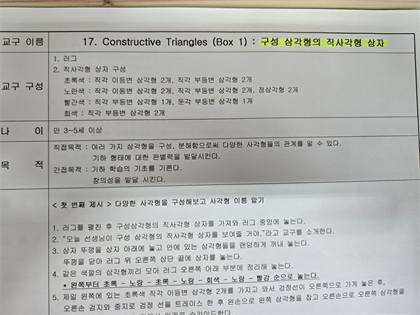 교구 이름
17. Constructive Triangles (Box 1) : 구성 삼각형의 직사각형 상자
교구 구성
1. 러그
2. 직사각형 상자 구성
초록색 : 직각 이등변 삼각형 2개, 직각 부등변 삼각형 2개
노란색 : 직각 이등변 삼각형 2개, 직각 부등변 삼각형 2개, 정삼각형 2개
빨간색 : 직각 부등변 삼각형 1개, 둔각 부등변 삼각형 1개
회색 : 직각 부등변 삼각형 2개
나 이
만 3~5세 이상
목 적
직접목적 : 여러 가지 삼각형을 구성, 분해함으로써 다양한 사각형들의 관계를 알 수 있다.
기하 형태에 대한 판별력을 발달시킨다.
간접목적 : 기하 학습의 기초를 기른다.
창의성을 발달 시킨다.
< 첫 번째 제시 > 다양한 사각형을 구성해보고 사각형 이름 알기
1. 러그를 펼친 후 구성삼각형의 직사각형 상자를 가져와 러그 중앙에 놓는다.
2. "오늘 선생님이 구성 삼각형의 직사각형 상자를 보여줄 거야."라고 교구를 소개한다.
3. 상자 뚜껑을 상자 아래에 놓고 안에 있는 삼각형들을 랜덤하게 꺼내 놓는다.
뚜껑을 닫아 러그 위 오른쪽 상단 끝에 상자를 놓는다.
4. 같은 색깔의 삼각형끼리 모아 러그 오른쪽 아래 부분에 정리해 놓는다.
* 왼쪽부터 초록 – 노랑 – 초록 – 노랑 – 회색 – 노랑 – 빨강 순으로 놓는다.
5. 제일 왼쪽에 있는 초록색 직각 이등변 삼각형 2개를 가지고 와서 검정선이 오른쪽으로 가게 놓은 후,
오른손 검지와 중지로 검정 선을 트레이스 한 후 왼손으로 왼쪽 삼각형을 잡고 오른손으로 오른쪽 삼각형